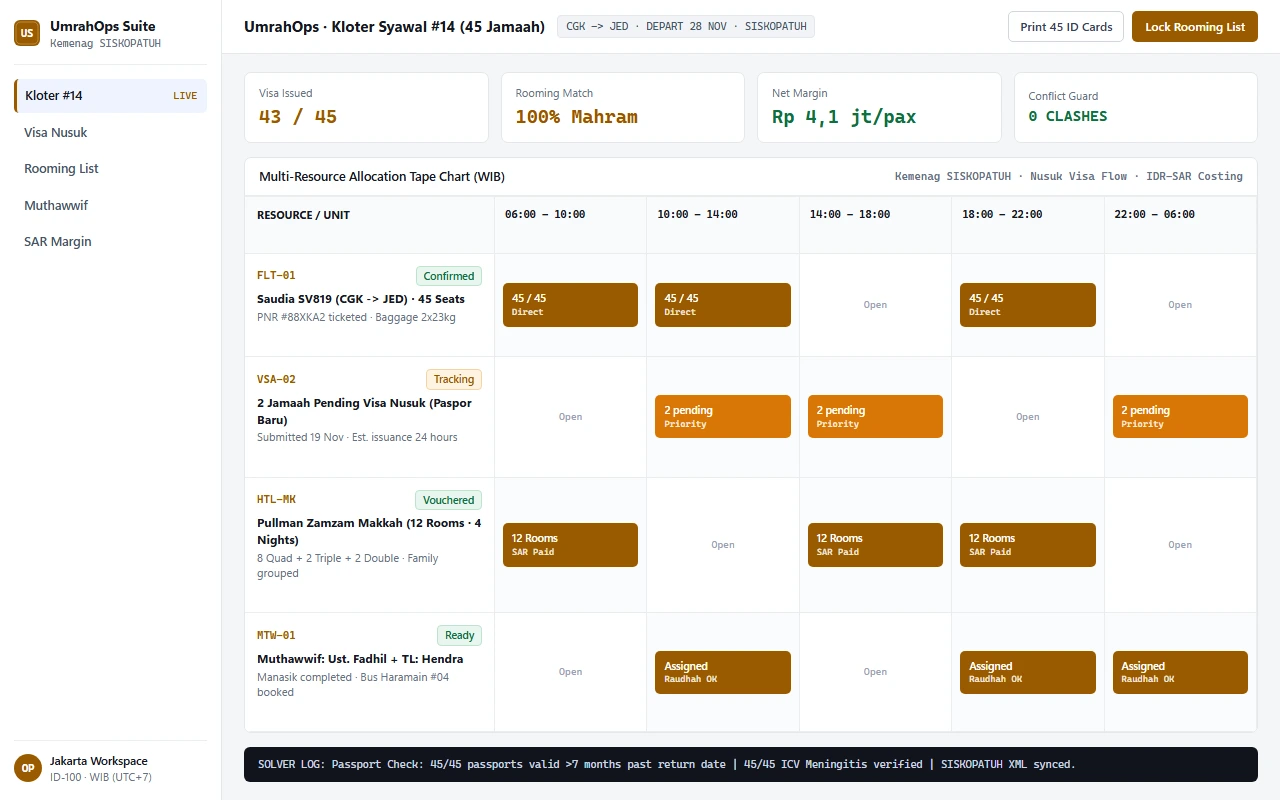 US
UmrahOps Suite
Kemenag SISKOPATUH
Kloter #14
LIVE
Visa Nusuk
Rooming List
Muthawwif
SAR Margin
OP
Jakarta Workspace
ID-100 · WIB (UTC+7)
UmrahOps · Kloter Syawal #14 (45 Jamaah)
CGK -> JED · DEPART 28 NOV · SISKOPATUH
Print 45 ID Cards
Lock Rooming List
Visa Issued
43 / 45
Rooming Match
100% Mahram
Net Margin
Rp 4,1 jt/pax
Conflict Guard
0 CLASHES
Multi-Resource Allocation Tape Chart (WIB)
Kemenag SISKOPATUH · Nusuk Visa Flow · IDR-SAR Costing
RESOURCE / UNIT
06:00 – 10:00
10:00 – 14:00
14:00 – 18:00
18:00 – 22:00
22:00 – 06:00
FLT-01
Confirmed
Saudia SV819 (CGK -> JED) · 45 Seats
PNR #88XKA2 ticketed · Baggage 2x23kg
45 / 45
Direct
45 / 45
Direct
Open
45 / 45
Direct
Open
VSA-02
Tracking
2 Jamaah Pending Visa Nusuk (Paspor
Baru)
Submitted 19 Nov · Est. issuance 24 hours
Open
2 pending
Priority
2 pending
Priority
Open
2 pending
Priority
HTL-MK
Vouchered
Pullman Zamzam Makkah (12 Rooms · 4
Nights)
8 Quad + 2 Triple + 2 Double · Family
grouped
12 Rooms
SAR Paid
Open
12 Rooms
SAR Paid
12 Rooms
SAR Paid
Open
MTW-01
Ready
Muthawwif: Ust. Fadhil + TL: Hendra
Manasik completed · Bus Haramain #04
booked
Open
Assigned
Raudhah OK
Open
Assigned
Raudhah OK
Assigned
Raudhah OK
SOLVER LOG: Passport Check: 45/45 passports valid >7 months past return date | 45/45 ICV Meningitis verified | SISKOPATUH XML synced.